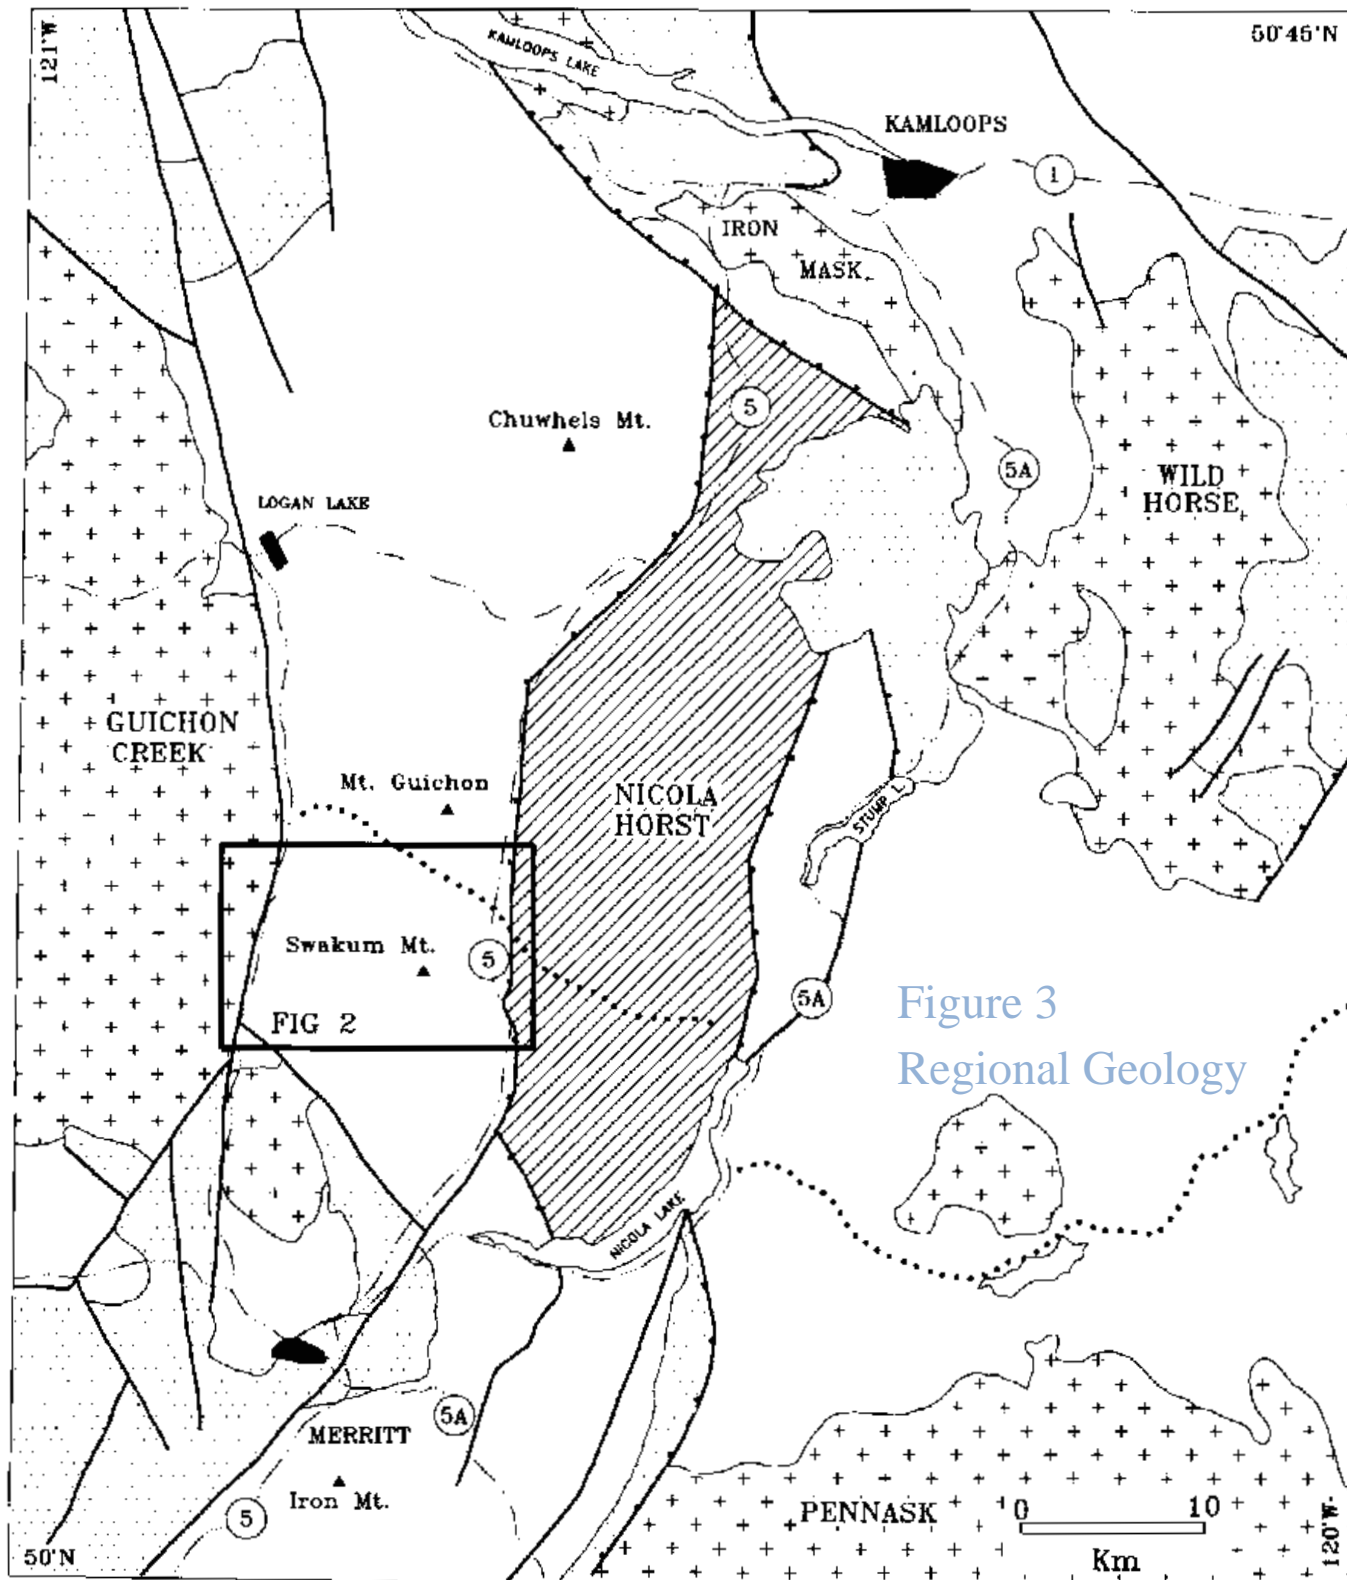 121°W
50°45'N
KAMLOOPS LAKE
KAMLOOPS
1
IRON
MASK
5
Chuwhels Mt.
5A
WILD
HORSE
LOGAN LAKE
GUICHON
CREEK
Mt. Guichon
NICOLA
HORST
STUMP L.
Swakum Mt.
5
5A
FIG 2
Figure 3
Regional Geology
NICOLA LAKE
5A
MERRITT
Iron Mt.
5
PENNASK
0 10
Km
50°N
120°W